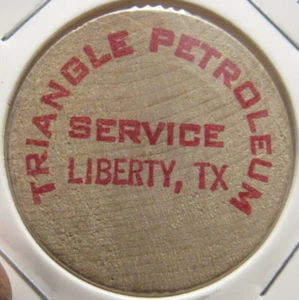 TRIANGLE PETROLEUM
SERVICE
LIBERTY, TX